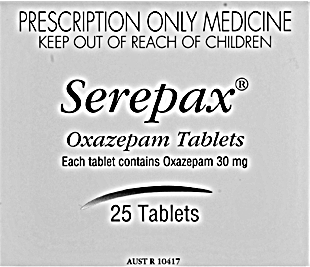 PRESCRIPTION ONLY MEDICINE
KEEP OUT OF REACH OF CHILDREN
Serepax®
Oxazepam Tablets
Each tablet contains Oxazepam 30 mg
25 Tablets
AUST R 10417